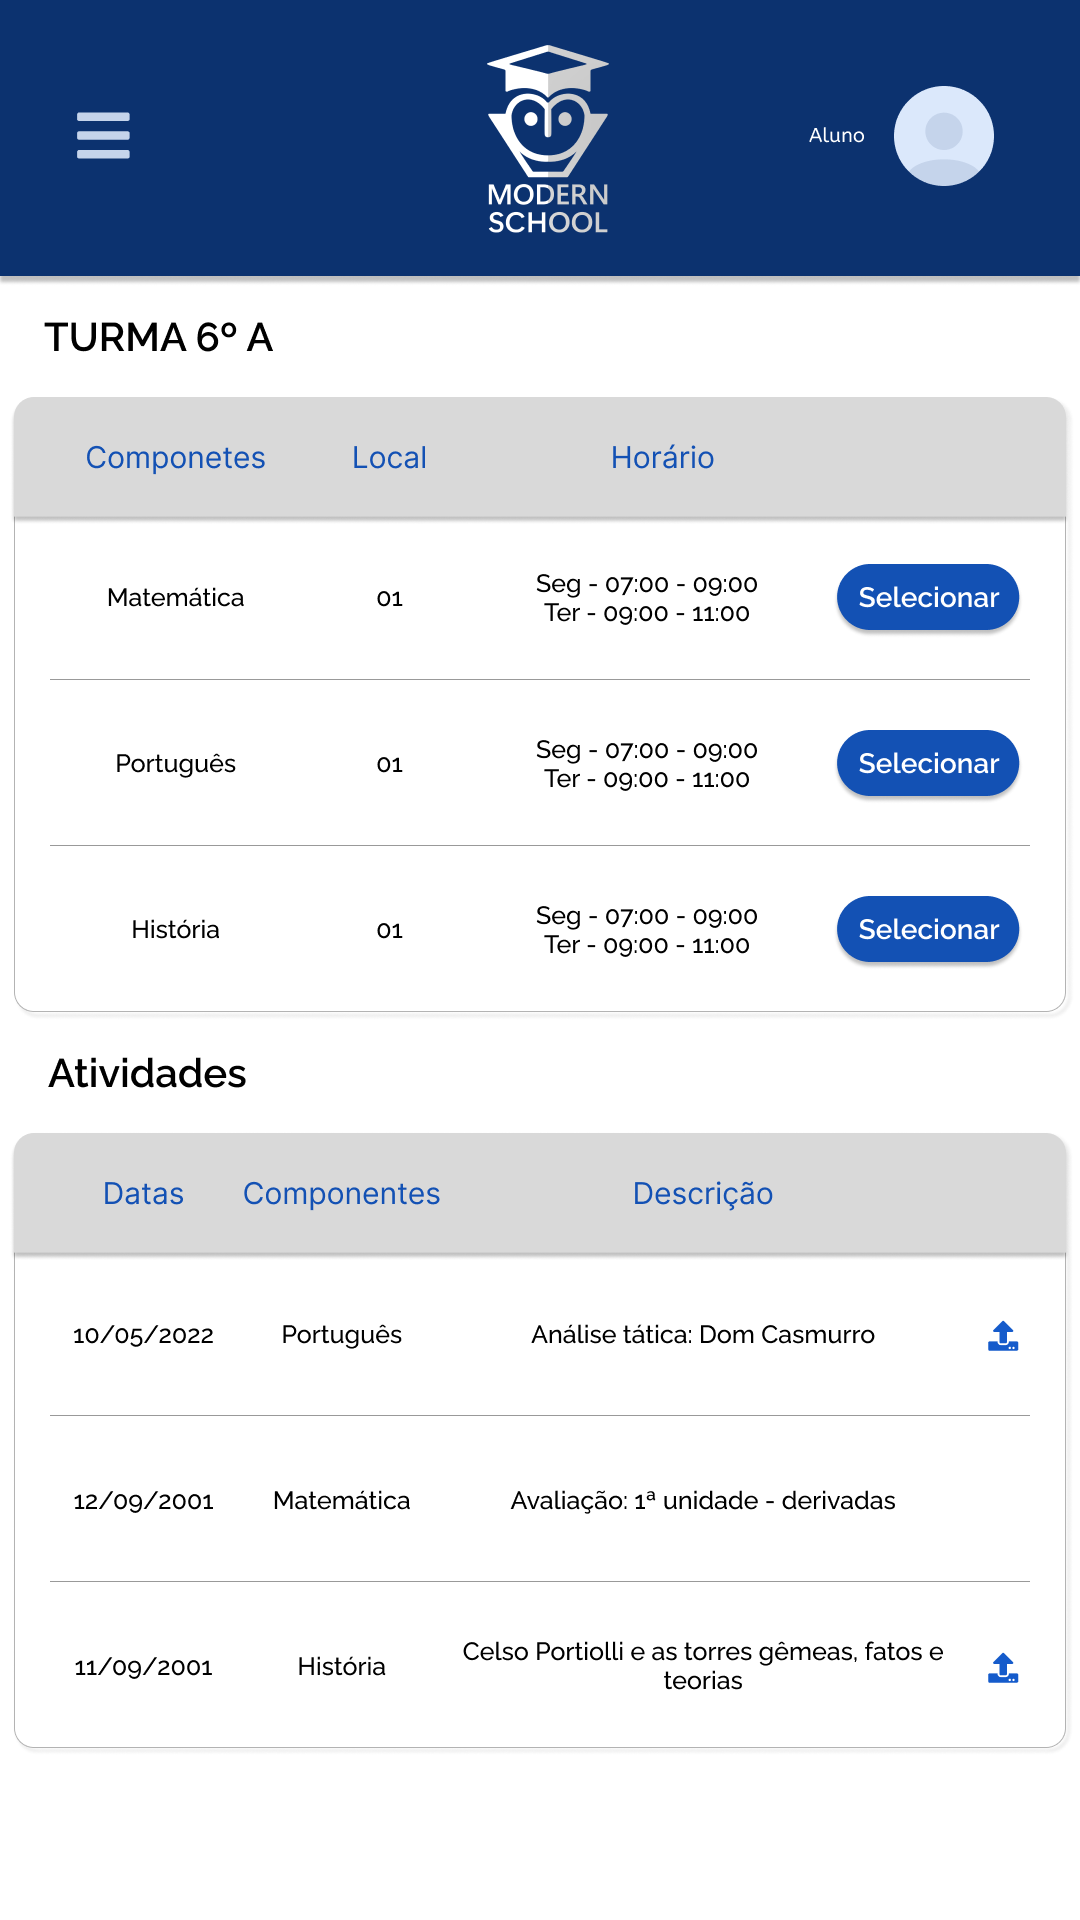 MODERN
SCHOOL
Aluno
TURMA 6º A
Componetes Local Horário
Matemática 01 Seg - 07:00 - 09:00
Ter - 09:00 - 11:00 Selecionar
Português 01 Seg - 07:00 - 09:00
Ter - 09:00 - 11:00 Selecionar
História 01 Seg - 07:00 - 09:00
Ter - 09:00 - 11:00 Selecionar
Atividades
Datas Componentes Descrição
10/05/2022 Português Análise tática: Dom Casmurro
12/09/2001 Matemática Avaliação: 1ª unidade - derivadas
11/09/2001 História Celso Portiolli e as torres gêmeas, fatos e
teorias